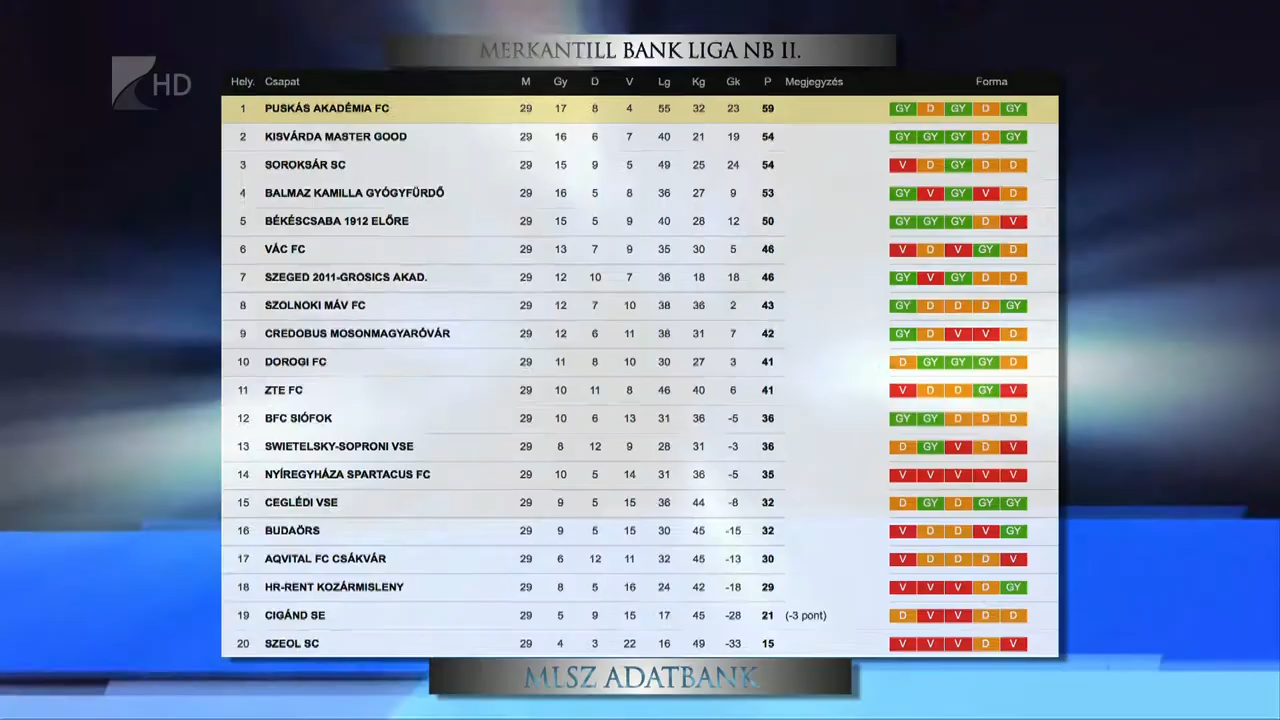 MERKANTILL BANK LIGA NB II.
HD
Hely. Csapat M Gy D V Lg Kg Gk P Megjegyzés Forma
1 PUSKÁS AKADÉMIA FC 29 17 8 4 55 32 23 59 GY D GY D GY
2 KISVÁRDA MASTER GOOD 29 16 6 7 40 21 19 54 GY GY GY D GY
3 SOROKSÁR SC 29 15 9 5 49 25 24 54 V D GY D D
4 BALMAZ KAMILLA GYÓGYFÜRDŐ 29 16 5 8 36 27 9 53 GY V GY V D
5 BÉKÉSCSABA 1912 ELŐRE 29 15 5 9 40 28 12 50 GY GY GY D V
6 VÁC FC 29 13 7 9 35 30 5 46 V D V GY D
7 SZEGED 2011-GROSICS AKAD. 29 12 10 7 36 18 18 46 GY V GY D D
8 SZOLNOKI MÁV FC 29 12 7 10 38 36 2 43 GY D D D GY
9 CREDOBUS MOSONMAGYARÓVÁR 29 12 6 11 38 31 7 42 GY D V V D
10 DOROGI FC 29 11 8 10 30 27 3 41 D GY GY GY D
11 ZTE FC 29 10 11 8 46 40 6 41 V D D GY V
12 BFC SIÓFOK 29 10 6 13 31 36 -5 36 GY GY D D D
13 SWIETELSKY-SOPRONI VSE 29 8 12 9 28 31 -3 36 D GY V D V
14 NYÍREGYHÁZA SPARTACUS FC 29 10 5 14 31 36 -5 35 V V V V V
15 CEGLÉDI VSE 29 9 5 15 36 44 -8 32 D GY D GY GY
16 BUDAÖRS 29 9 5 15 30 45 -15 32 V D D V GY
17 AQVITAL FC CSÁKVÁR 29 6 12 11 32 45 -13 30 V D D D V
18 HR-RENT KOZÁRMISLENY 29 8 5 16 24 42 -18 29 V V V D GY
19 CIGÁND SE 29 5 9 15 17 45 -28 21 (-3 pont) D V V D D
20 SZEOL SC 29 4 3 22 16 49 -33 15 V V V D V
MLSZ ADATBANK